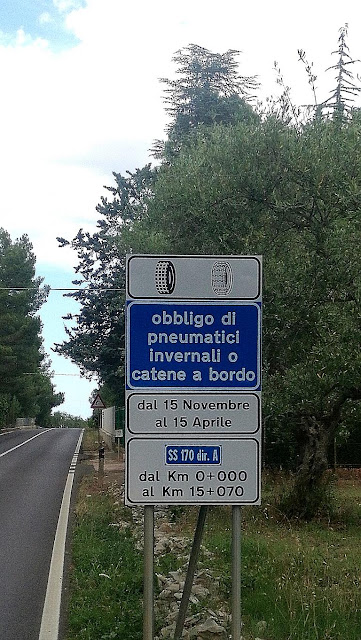 obbligo di
pneumatici
invernali o
catene a bordo
dal 15 Novembre
al 15 Aprile
SS 170 dir. A
dal Km 0+000
al Km 15+070